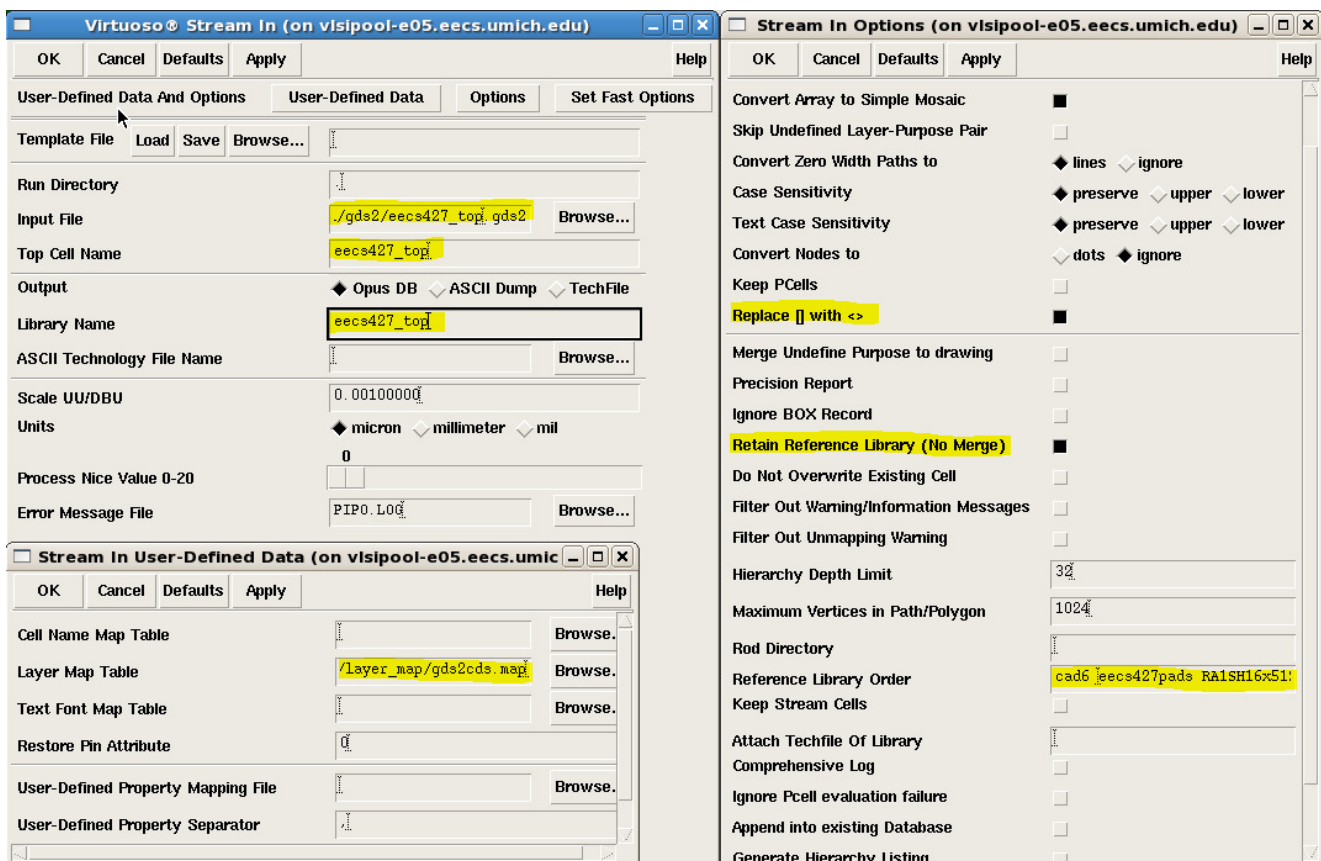 Virtuoso® Stream In (on vlsipool-e05.eecs.umich.edu)
OK Cancel Defaults Apply Help
User-Defined Data And Options User-Defined Data Options Set Fast Options
Template File Load Save Browse...
Run Directory .
Input File ./gds2/eecs427_top.gds2 Browse...
Top Cell Name eecs427_top
Output Opus DB ASCII Dump TechFile
Library Name eecs427_top
ASCII Technology File Name Browse...
Scale UU/DBU 0.00100000
Units micron millimeter mil
0
Process Nice Value 0-20
Error Message File PIPO.LOG Browse...
Stream In User-Defined Data (on vlsipool-e05.eecs.umic
OK Cancel Defaults Apply Help
Cell Name Map Table Browse.
Layer Map Table /layer_map/gds2cds.map Browse.
Text Font Map Table Browse.
Restore Pin Attribute 0
User-Defined Property Mapping File Browse.
User-Defined Property Separator ,
Stream In Options (on vlsipool-e05.eecs.umich.edu)
OK Cancel Defaults Apply Help
Convert Array to Simple Mosaic
Skip Undefined Layer-Purpose Pair
Convert Zero Width Paths to lines ignore
Case Sensitivity preserve upper lower
Text Case Sensitivity preserve upper lower
Convert Nodes to dots ignore
Keep PCells
Replace [] with <>
Merge Undefine Purpose to drawing
Precision Report
Ignore BOX Record
Retain Reference Library (No Merge)
Do Not Overwrite Existing Cell
Filter Out Warning/Information Messages
Filter Out Unmapping Warning
Hierarchy Depth Limit 32
Maximum Vertices in Path/Polygon 1024
Rod Directory
Reference Library Order cad6 eecs427pads RA1SH16x51
Keep Stream Cells
Attach Techfile Of Library
Comprehensive Log
Ignore Pcell evaluation failure
Append into existing Database
Generate Hierarchy Listing